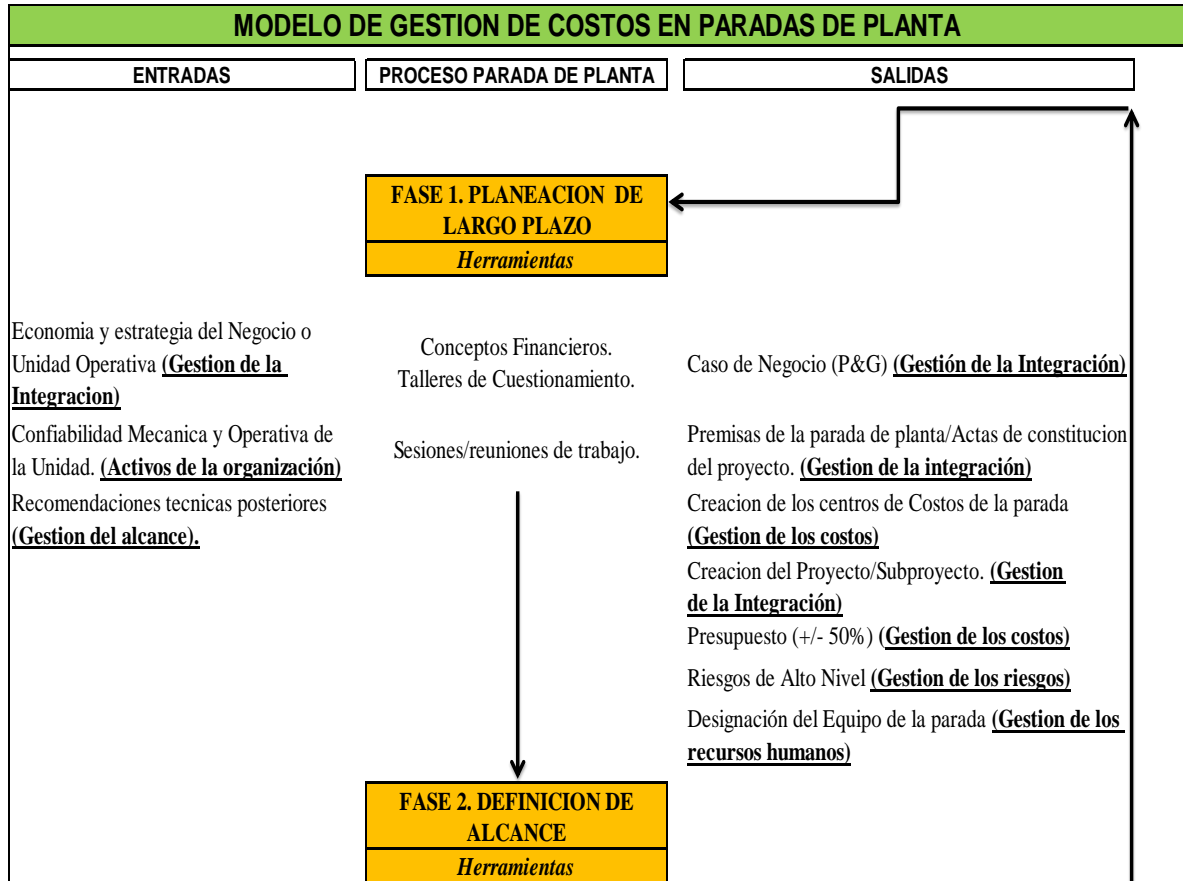 MODELO DE GESTION DE COSTOS EN PARADAS DE PLANTA
ENTRADAS
PROCESO PARADA DE PLANTA
SALIDAS
FASE 1. PLANEACION DE
LARGO PLAZO
Herramientas
Economia y estrategia del Negocio o
Unidad Operativa (Gestion de la
Integracion)
Confiabilidad Mecanica y Operativa de
la Unidad. (Activos de la organización)
Recomendaciones tecnicas posteriores
(Gestion del alcance).
Conceptos Financieros.
Talleres de Cuestionamiento.
Sesiones/reuniones de trabajo.
Caso de Negocio (P&G) (Gestión de la Integración)
Premisas de la parada de planta/Actas de constitucion
del proyecto. (Gestion de la integración)
Creacion de los centros de Costos de la parada
(Gestion de los costos)
Creacion del Proyecto/Subproyecto. (Gestion
de la Integración)
Presupuesto (+/- 50%) (Gestion de los costos)
Riesgos de Alto Nivel (Gestion de los riesgos)
Designación del Equipo de la parada (Gestion de los
recursos humanos)
FASE 2. DEFINICION DE
ALCANCE
Herramientas